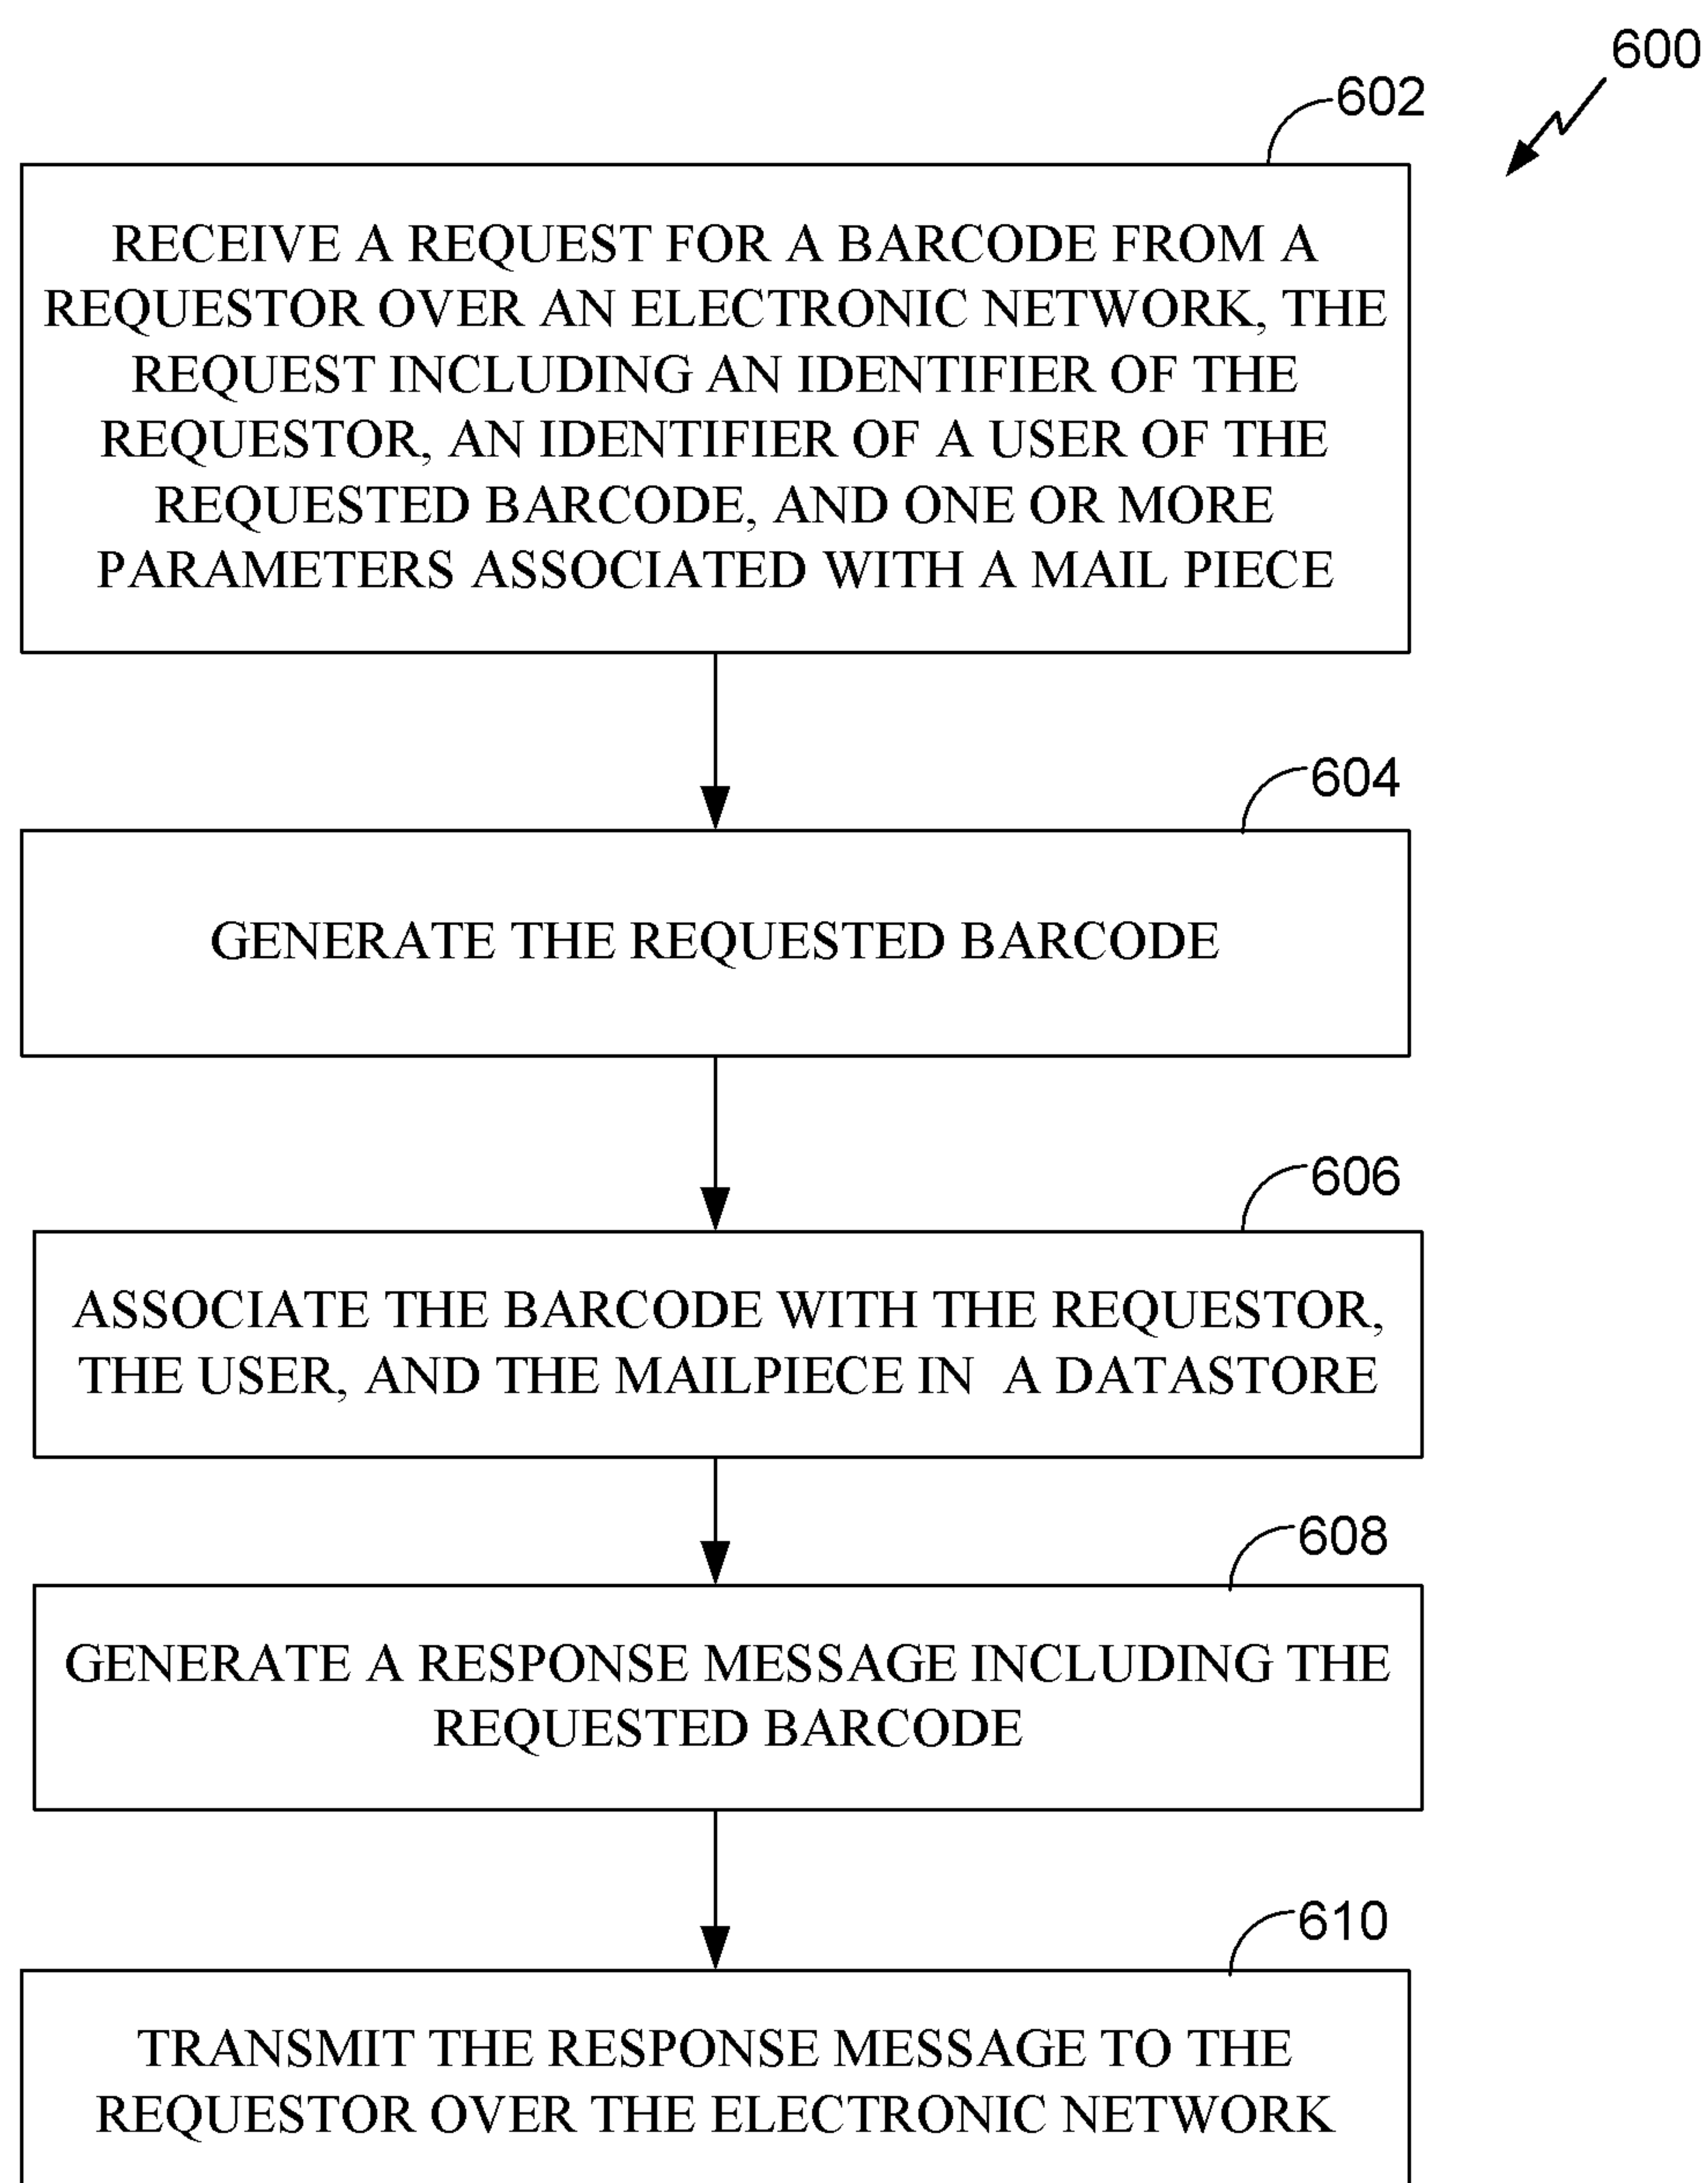 600
602
RECEIVE A REQUEST FOR A BARCODE FROM A
REQUESTOR OVER AN ELECTRONIC NETWORK, THE
REQUEST INCLUDING AN IDENTIFIER OF THE
REQUESTOR, AN IDENTIFIER OF A USER OF THE
REQUESTED BARCODE, AND ONE OR MORE
PARAMETERS ASSOCIATED WITH A MAIL PIECE
604
GENERATE THE REQUESTED BARCODE
606
ASSOCIATE THE BARCODE WITH THE REQUESTOR,
THE USER, AND THE MAILPIECE IN A DATASTORE
608
GENERATE A RESPONSE MESSAGE INCLUDING THE
REQUESTED BARCODE
610
TRANSMIT THE RESPONSE MESSAGE TO THE
REQUESTOR OVER THE ELECTRONIC NETWORK